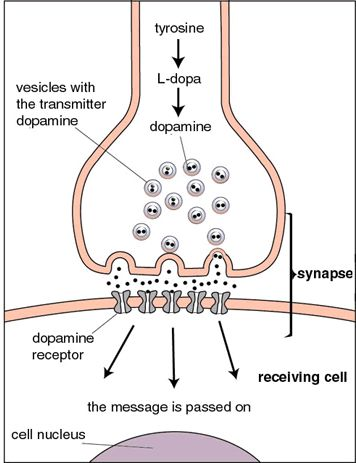 tyrosine
L-dopa
vesicles with
the transmitter
dopamine
dopamine
synapse
dopamine
receptor
receiving cell
the message is passed on
cell nucleus